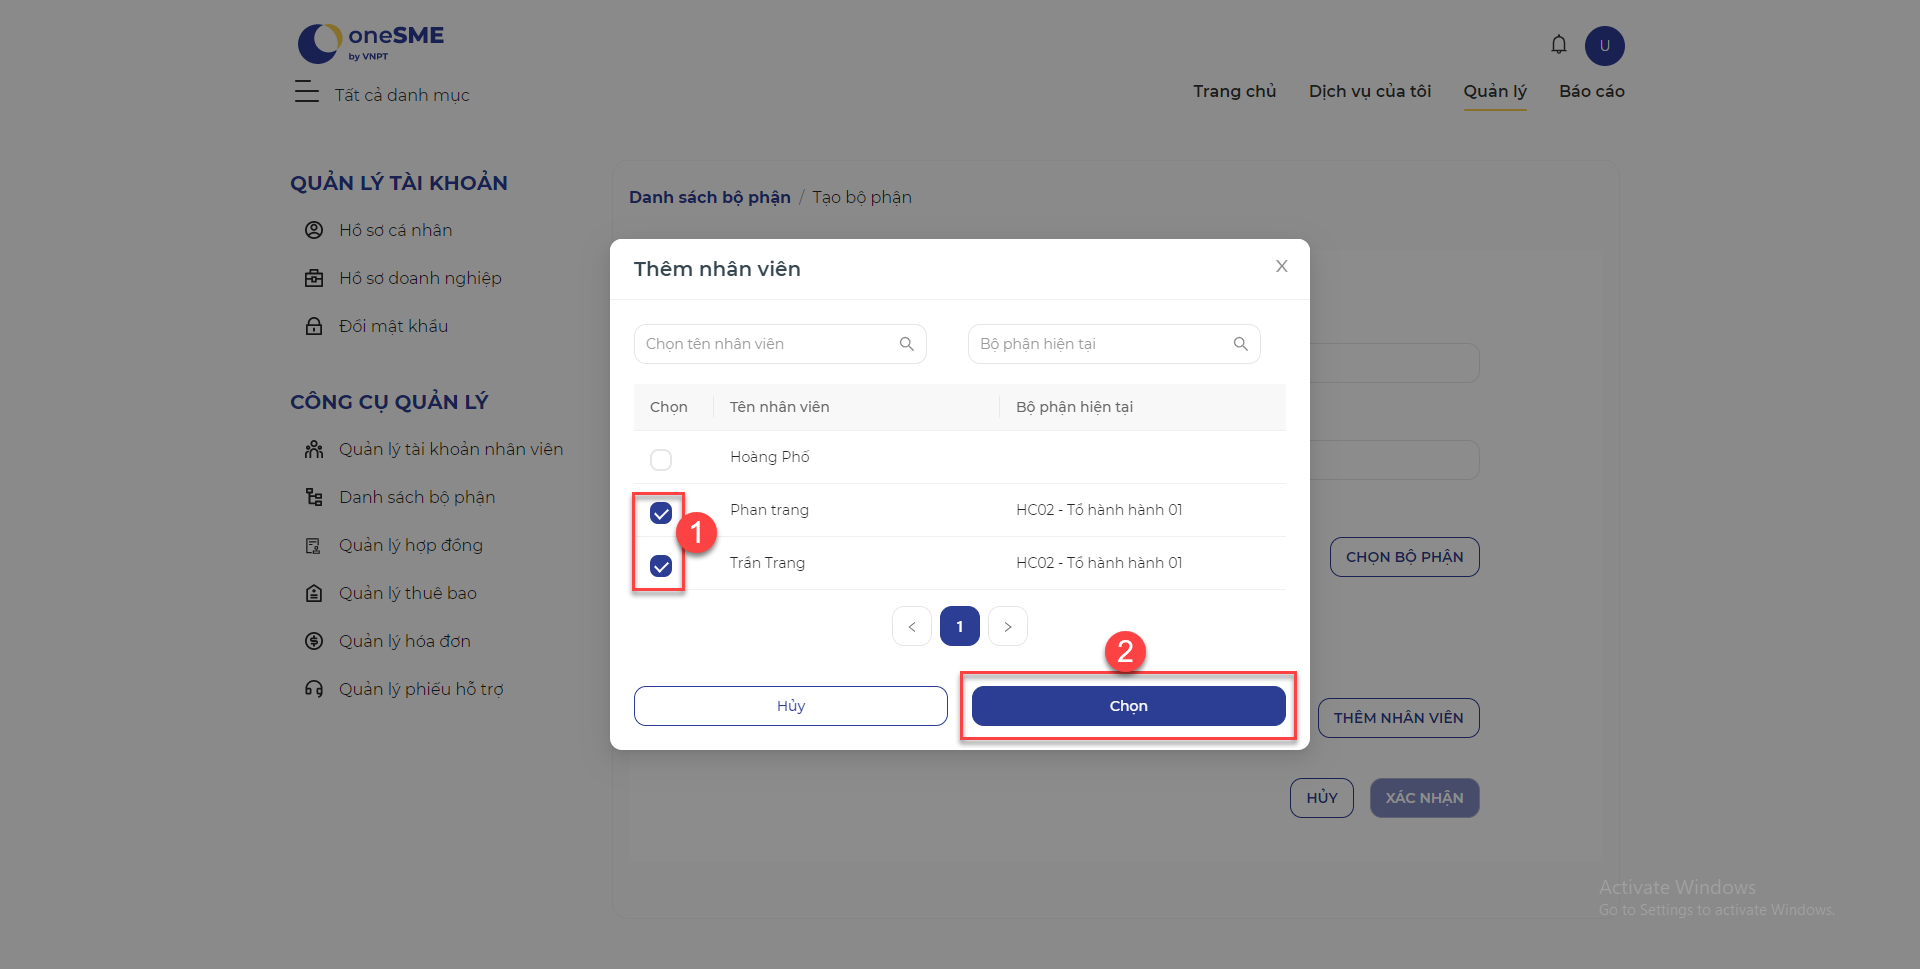 oneSME
by VNPT
U
Tất cả danh mục
Trang chủ
Dịch vụ của tôi
Quản lý
Báo cáo
QUẢN LÝ TÀI KHOẢN
Hồ sơ cá nhân
Hồ sơ doanh nghiệp
Đổi mật khẩu
CÔNG CỤ QUẢN LÝ
Quản lý tài khoản nhân viên
Danh sách bộ phận
Quản lý hợp đồng
Quản lý thuê bao
Quản lý hóa đơn
Quản lý phiếu hỗ trợ
Danh sách bộ phận / Tạo bộ phận
Thêm nhân viên
X
Chọn tên nhân viên
Bộ phận hiện tại
Chọn
Tên nhân viên
Bộ phận hiện tại
Hoàng Phố
Phan trang
HC02 - Tổ hành hành 01
1
Trần Trang
HC02 - Tổ hành hành 01
< 1 >
2
Hủy
Chọn
CHỌN BỘ PHẬN
THÊM NHÂN VIÊN
HỦY
XÁC NHẬN
Activate Windows
Go to Settings to activate Windows.